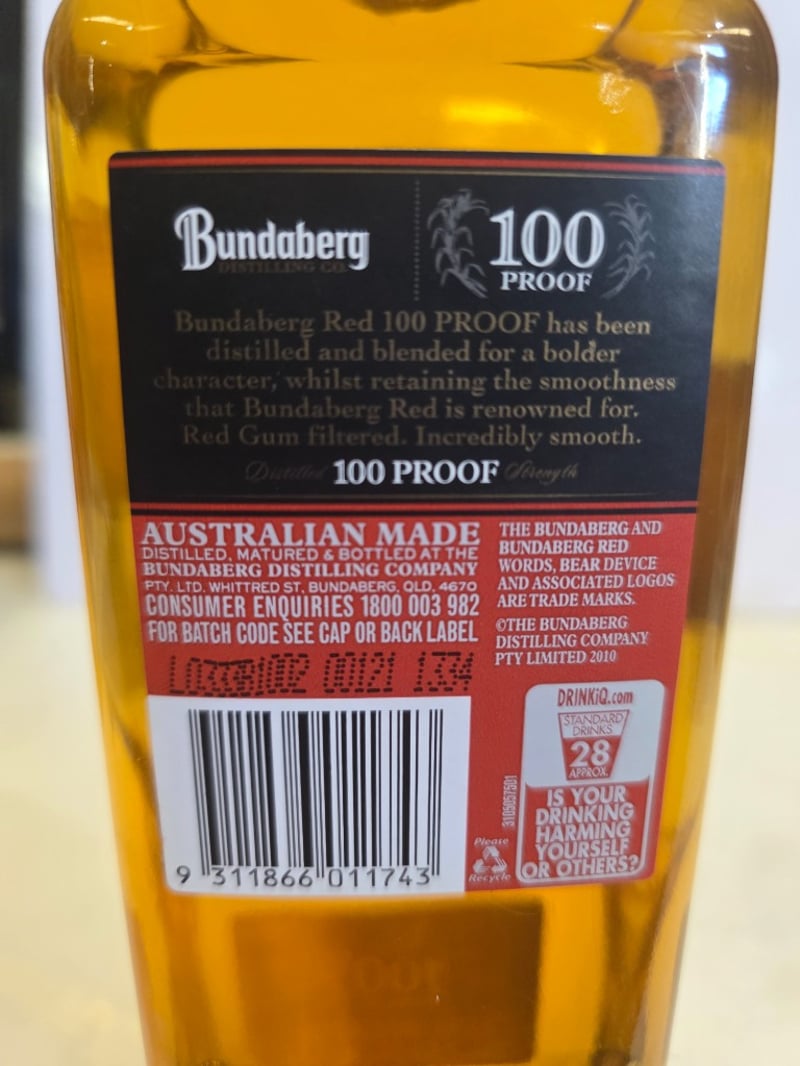 Bundaberg
DISTILLING CO.
100
PROOF
Bundaberg Red 100 PROOF has been
distilled and blended for a bolder
character, whilst retaining the smoothness
that Bundaberg Red is renowned for.
Red Gum filtered. Incredibly smooth.
Distilled 100 PROOF Strength
AUSTRALIAN MADE
DISTILLED, MATURED & BOTTLED AT THE
BUNDABERG DISTILLING COMPANY
PTY. LTD. WHITTRED ST, BUNDABERG, QLD. 4670
CONSUMER ENQUIRIES 1800 003 982
FOR BATCH CODE SEE CAP OR BACK LABEL
00121 1334
THE BUNDABERG AND
BUNDABERG RED
WORDS, BEAR DEVICE
AND ASSOCIATED LOGOS
ARE TRADE MARKS.
©THE BUNDABERG
DISTILLING COMPANY
PTY LIMITED 2010
DRINKiQ.com
STANDARD
DRINKS
28
APPROX.
IS YOUR
DRINKING
HARMING
YOURSELF
OR OTHERS?
3105057501
Please
Recycle
9 311866 011743